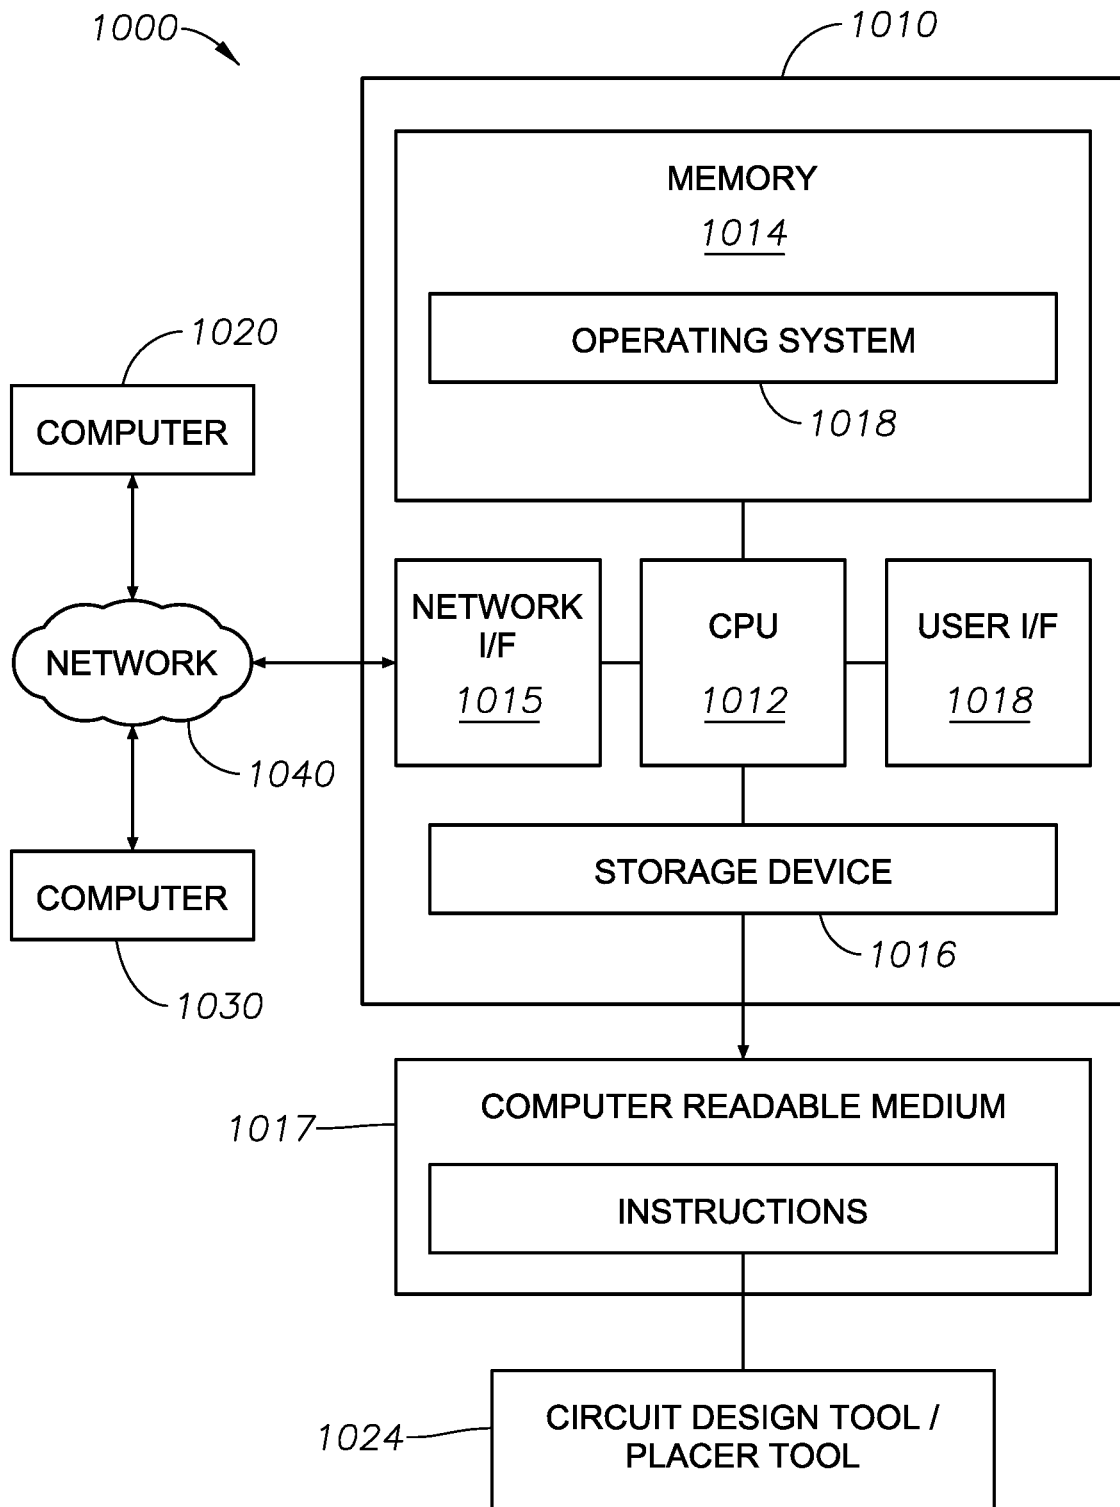 1000
1010
MEMORY
1014
OPERATING SYSTEM
1018
1020
COMPUTER
NETWORK
I/F
1015
CPU
1012
USER I/F
1018
NETWORK
1040
STORAGE DEVICE
1016
COMPUTER
1030
COMPUTER READABLE MEDIUM
1017
INSTRUCTIONS
CIRCUIT DESIGN TOOL /
PLACER TOOL
1024